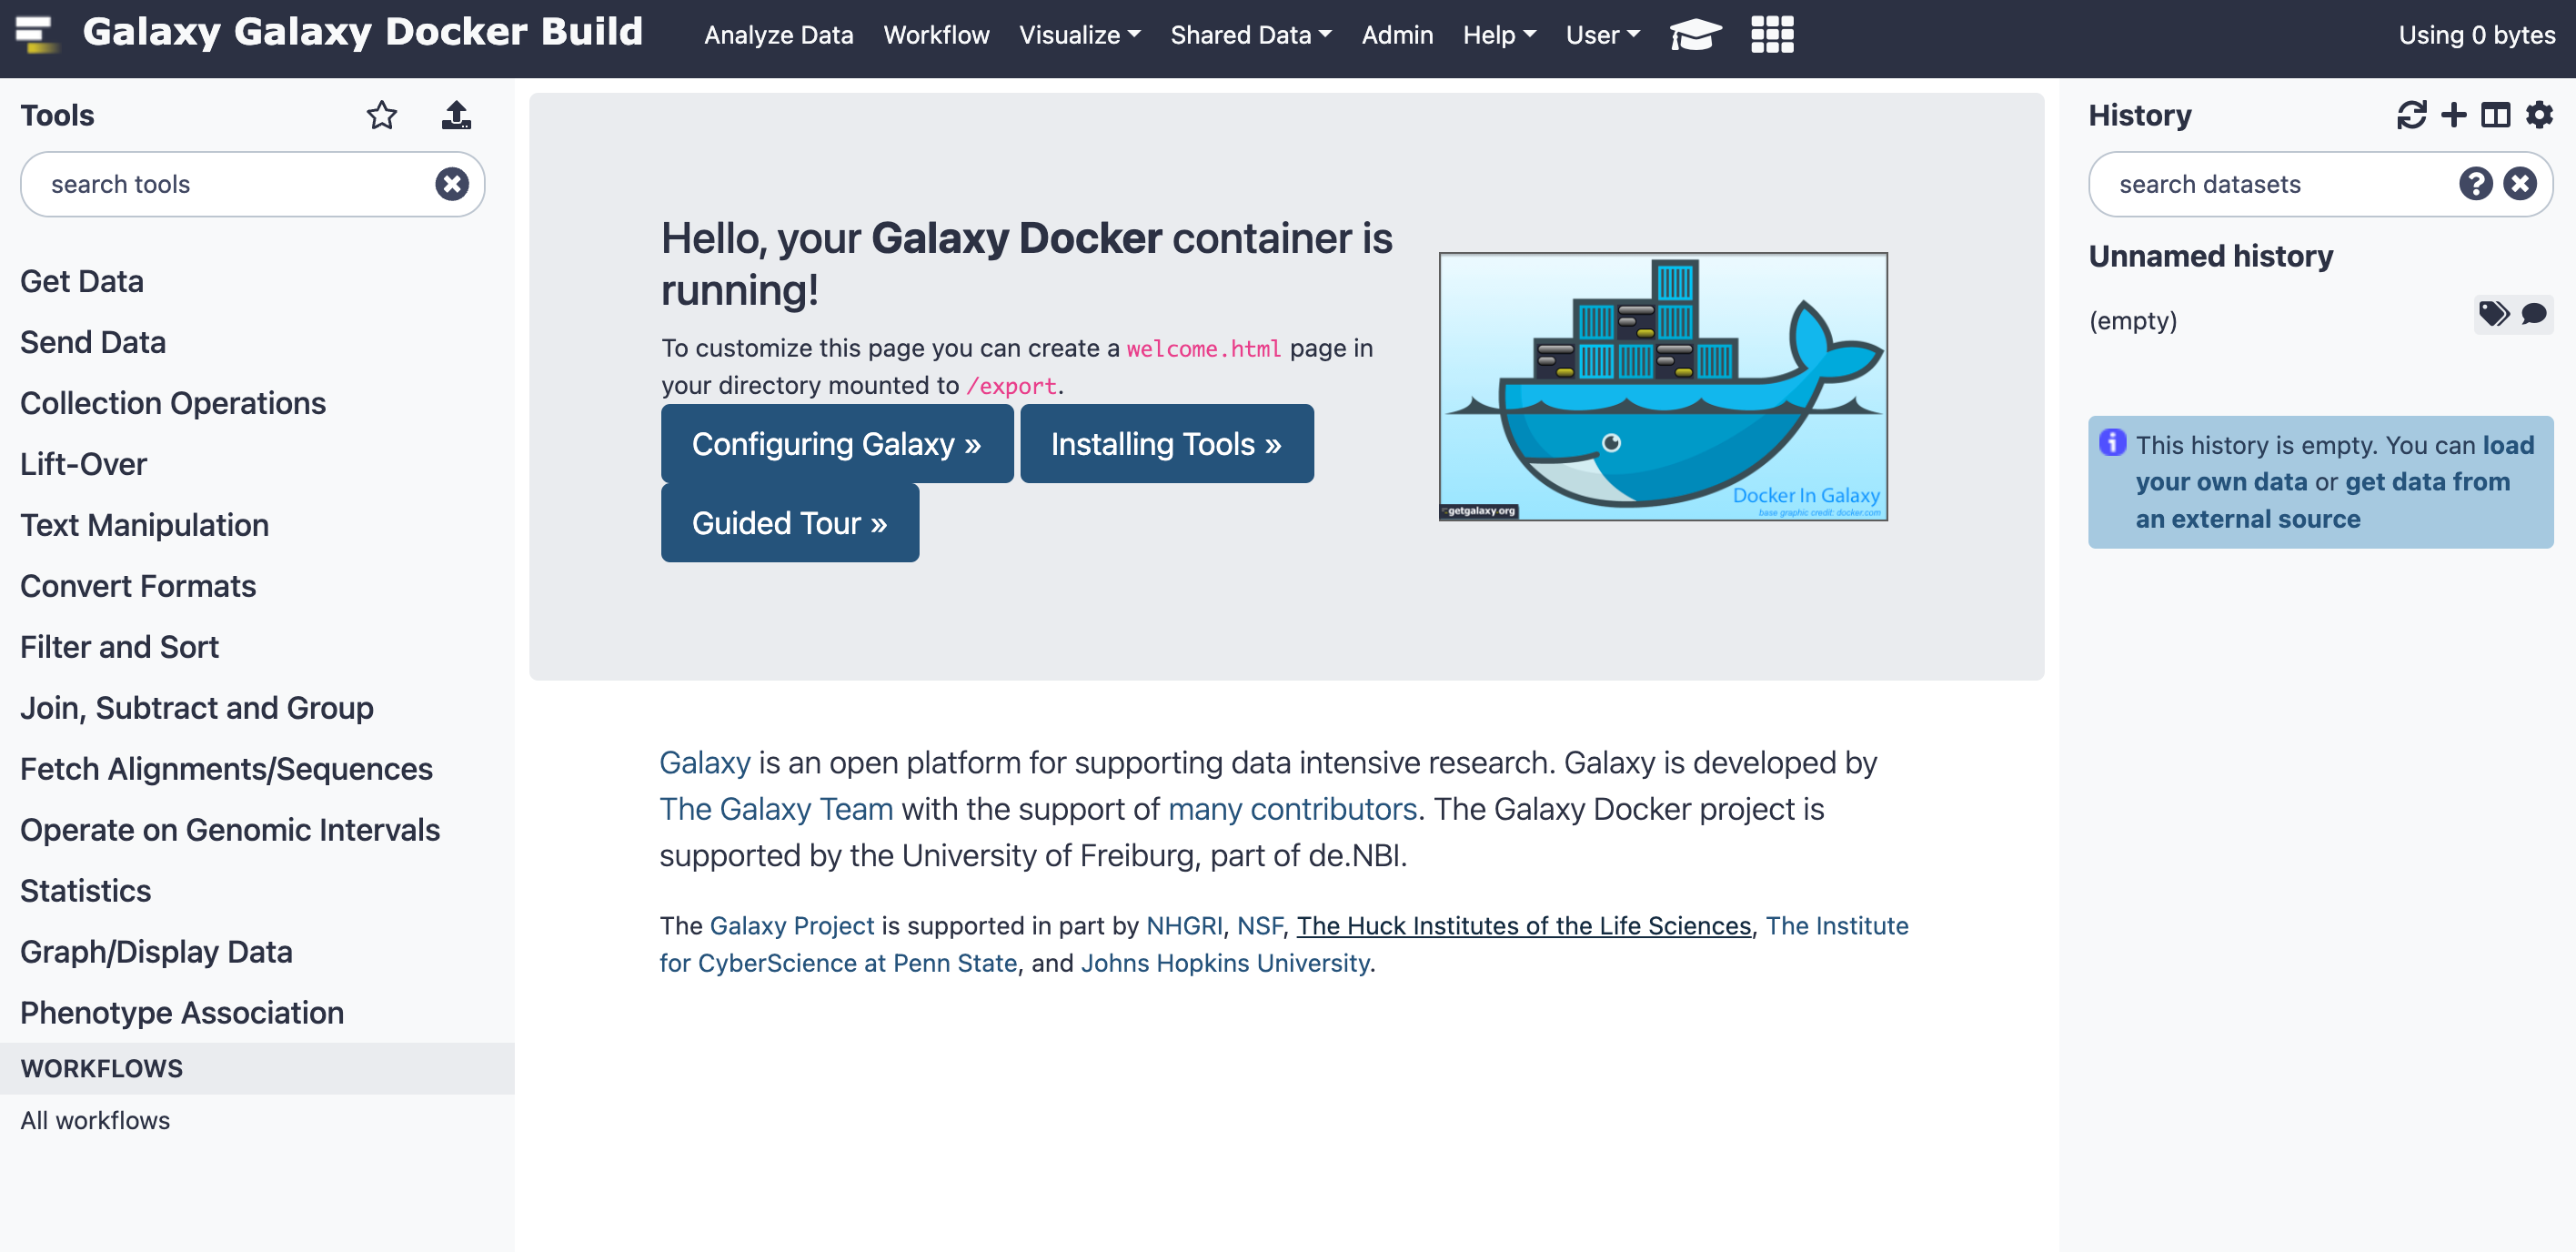 Galaxy Galaxy Docker Build
Analyze Data
Workflow
Visualize
Shared Data
Admin
Help
User
Using 0 bytes
Tools
search tools
Get Data
Send Data
Collection Operations
Lift-Over
Text Manipulation
Convert Formats
Filter and Sort
Join, Subtract and Group
Fetch Alignments/Sequences
Operate on Genomic Intervals
Statistics
Graph/Display Data
Phenotype Association
WORKFLOWS
All workflows
Hello, your Galaxy Docker container is
running!
To customize this page you can create a welcome.html page in
your directory mounted to /export.
Configuring Galaxy »
Installing Tools »
Guided Tour »
Docker In Galaxy
base graphic credit: docker.com
getgalaxy.org
Galaxy is an open platform for supporting data intensive research. Galaxy is developed by
The Galaxy Team with the support of many contributors. The Galaxy Docker project is
supported by the University of Freiburg, part of de.NBI.
The Galaxy Project is supported in part by NHGRI, NSF, The Huck Institutes of the Life Sciences, The Institute
for CyberScience at Penn State, and Johns Hopkins University.
History
search datasets
Unnamed history
(empty)
This history is empty. You can load
your own data or get data from
an external source